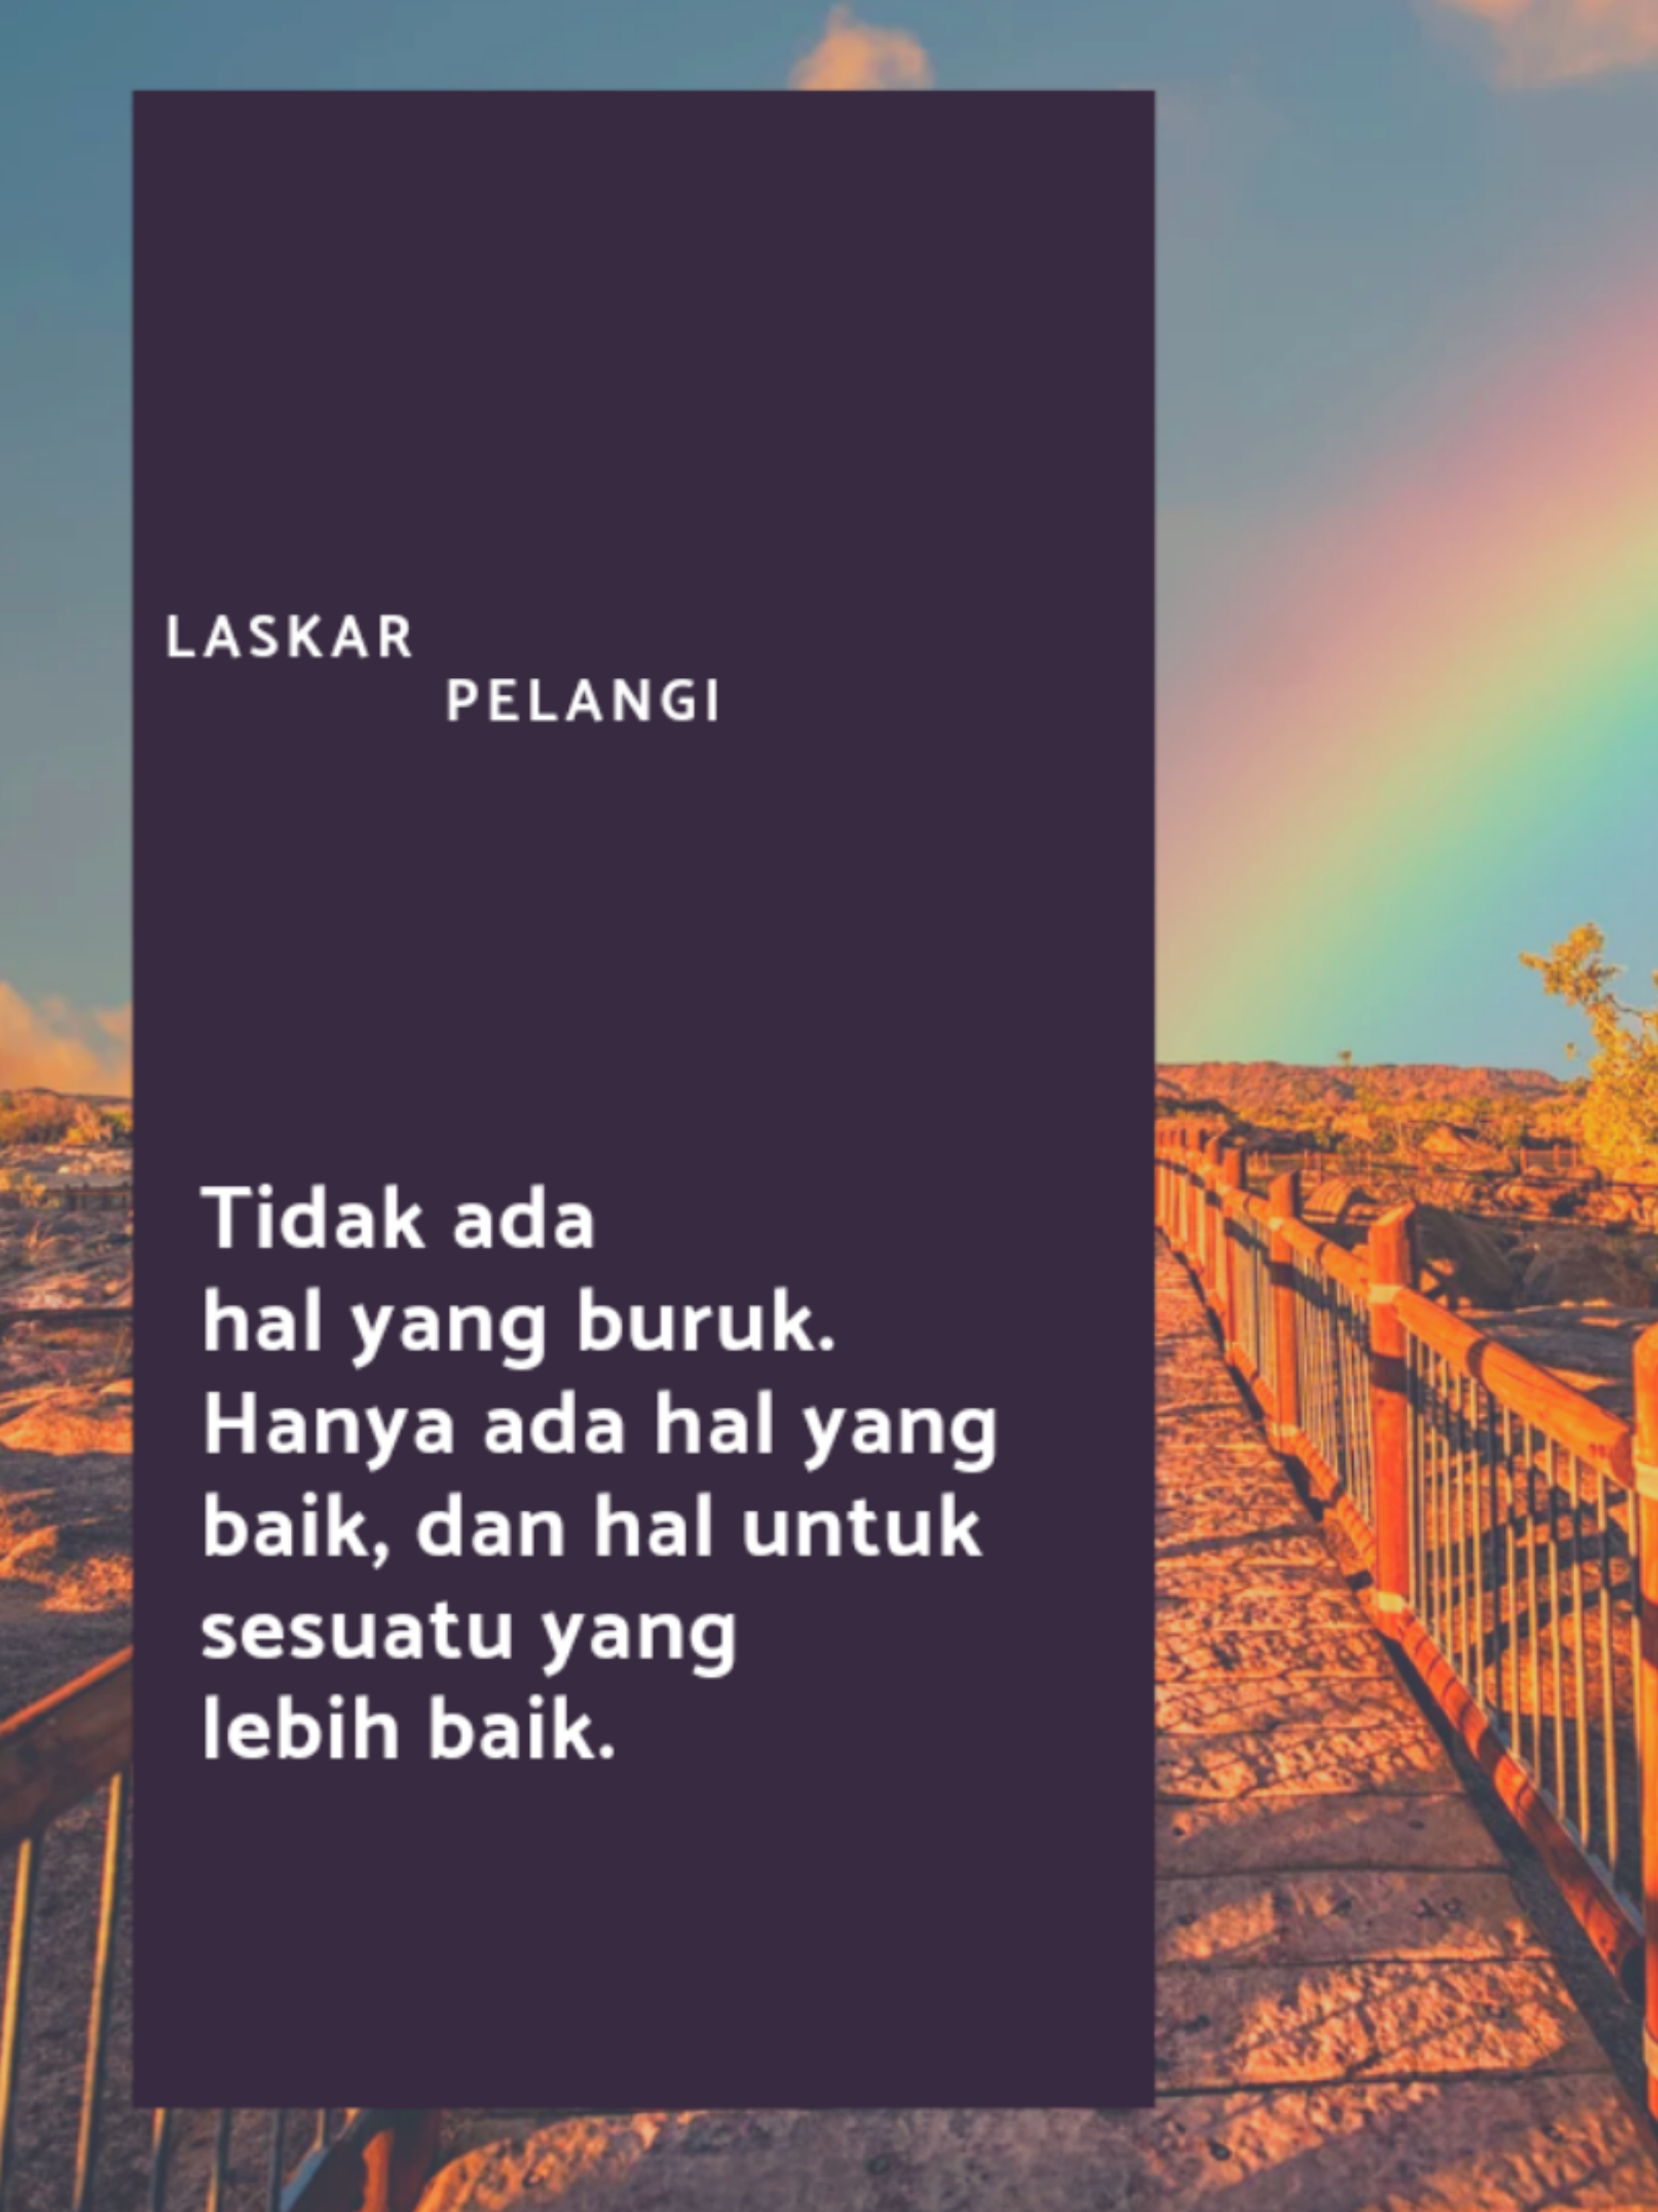 LASKAR
PELANGI
Tidak ada
hal yang buruk.
Hanya ada hal yang
baik, dan hal untuk
sesuatu yang
lebih baik.